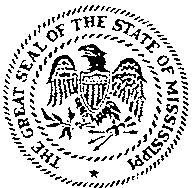 THE GREAT SEAL OF THE STATE OF MISSISSIPPI